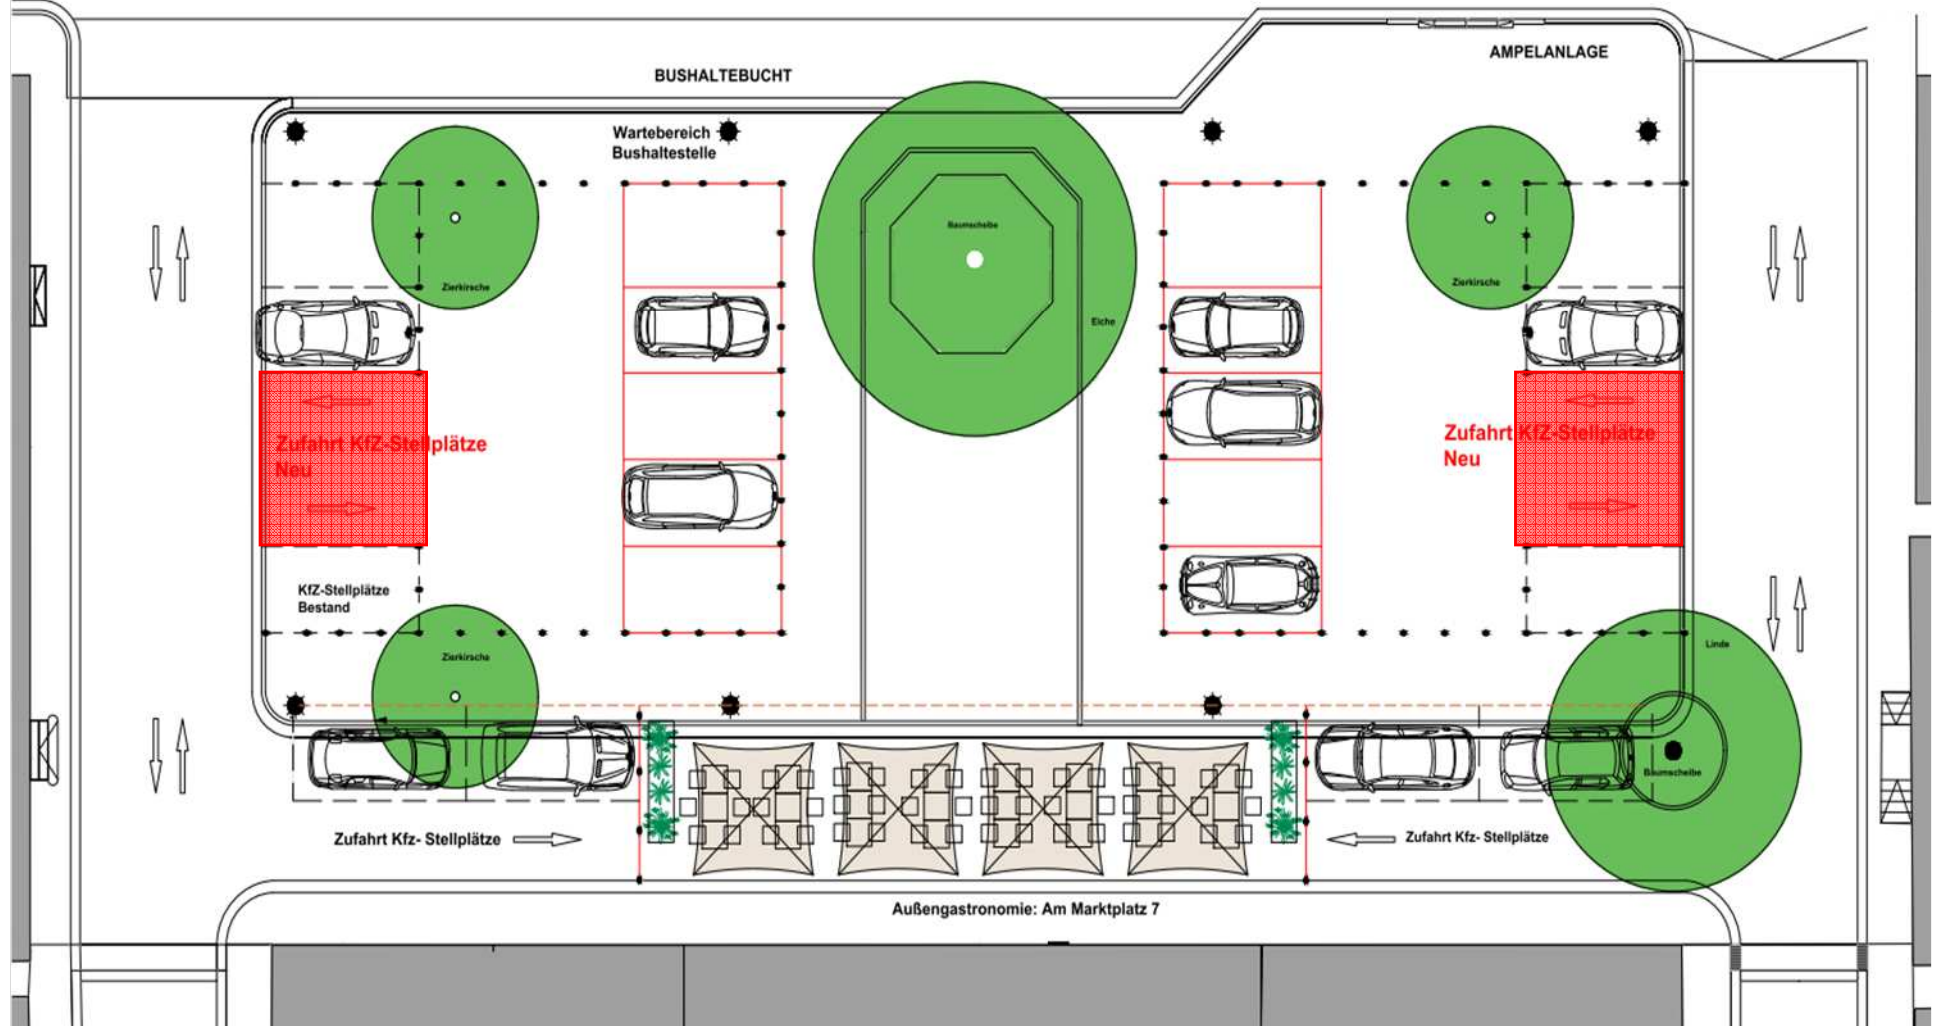 AMPELANLAGE
BUSHALTEBUCHT
Wartebereich
Bushaltestelle
Baumscheibe
Zierkirsche
Zierkirsche
Eiche
Zufahrt KfZ-Stellplätze
Neu
Zufahrt KfZ-Stellplätze
Neu
KfZ-Stellplätze
Bestand
Zierkirsche
Linde
Baumscheibe
Zufahrt Kfz- Stellplätze
Zufahrt Kfz- Stellplätze
Außengastronomie: Am Marktplatz 7